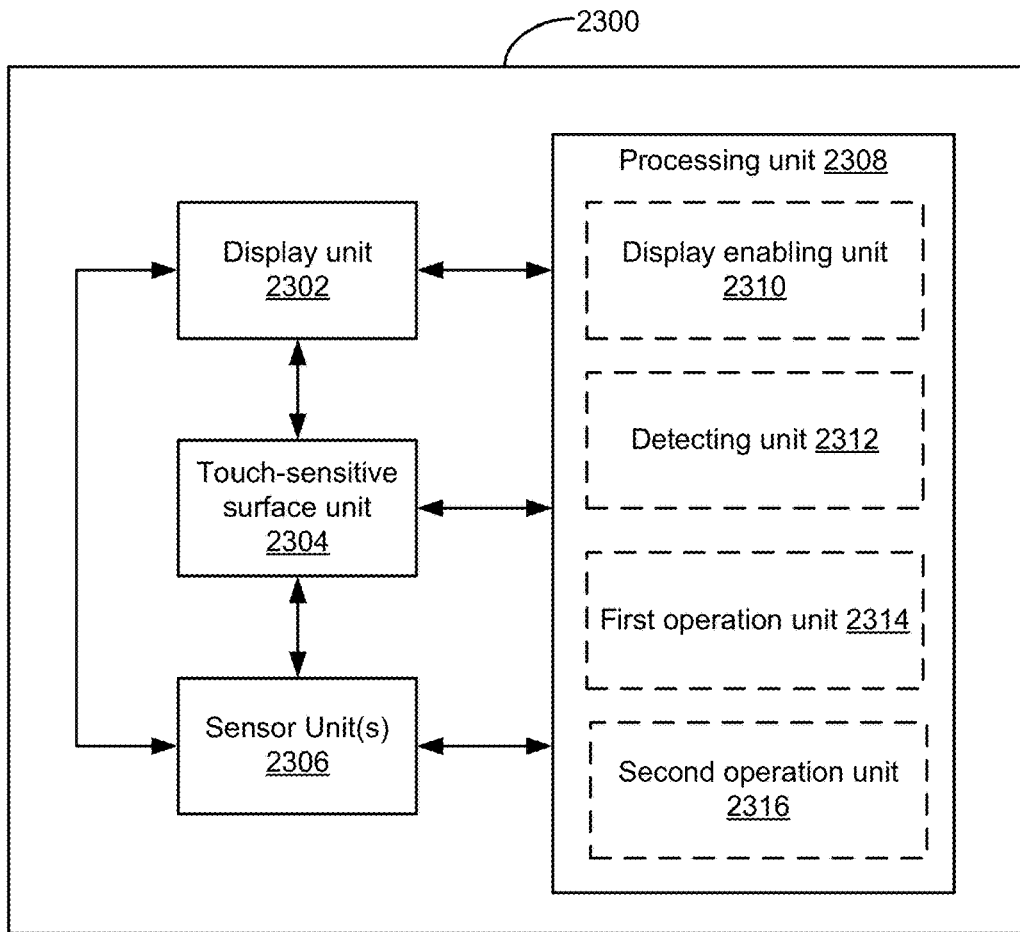 2300
Processing unit 2308
Display unit
2302
Display enabling unit
2310
Touch-sensitive
surface unit
2304
Detecting unit 2312
First operation unit 2314
Sensor Unit(s)
2306
Second operation unit
2316